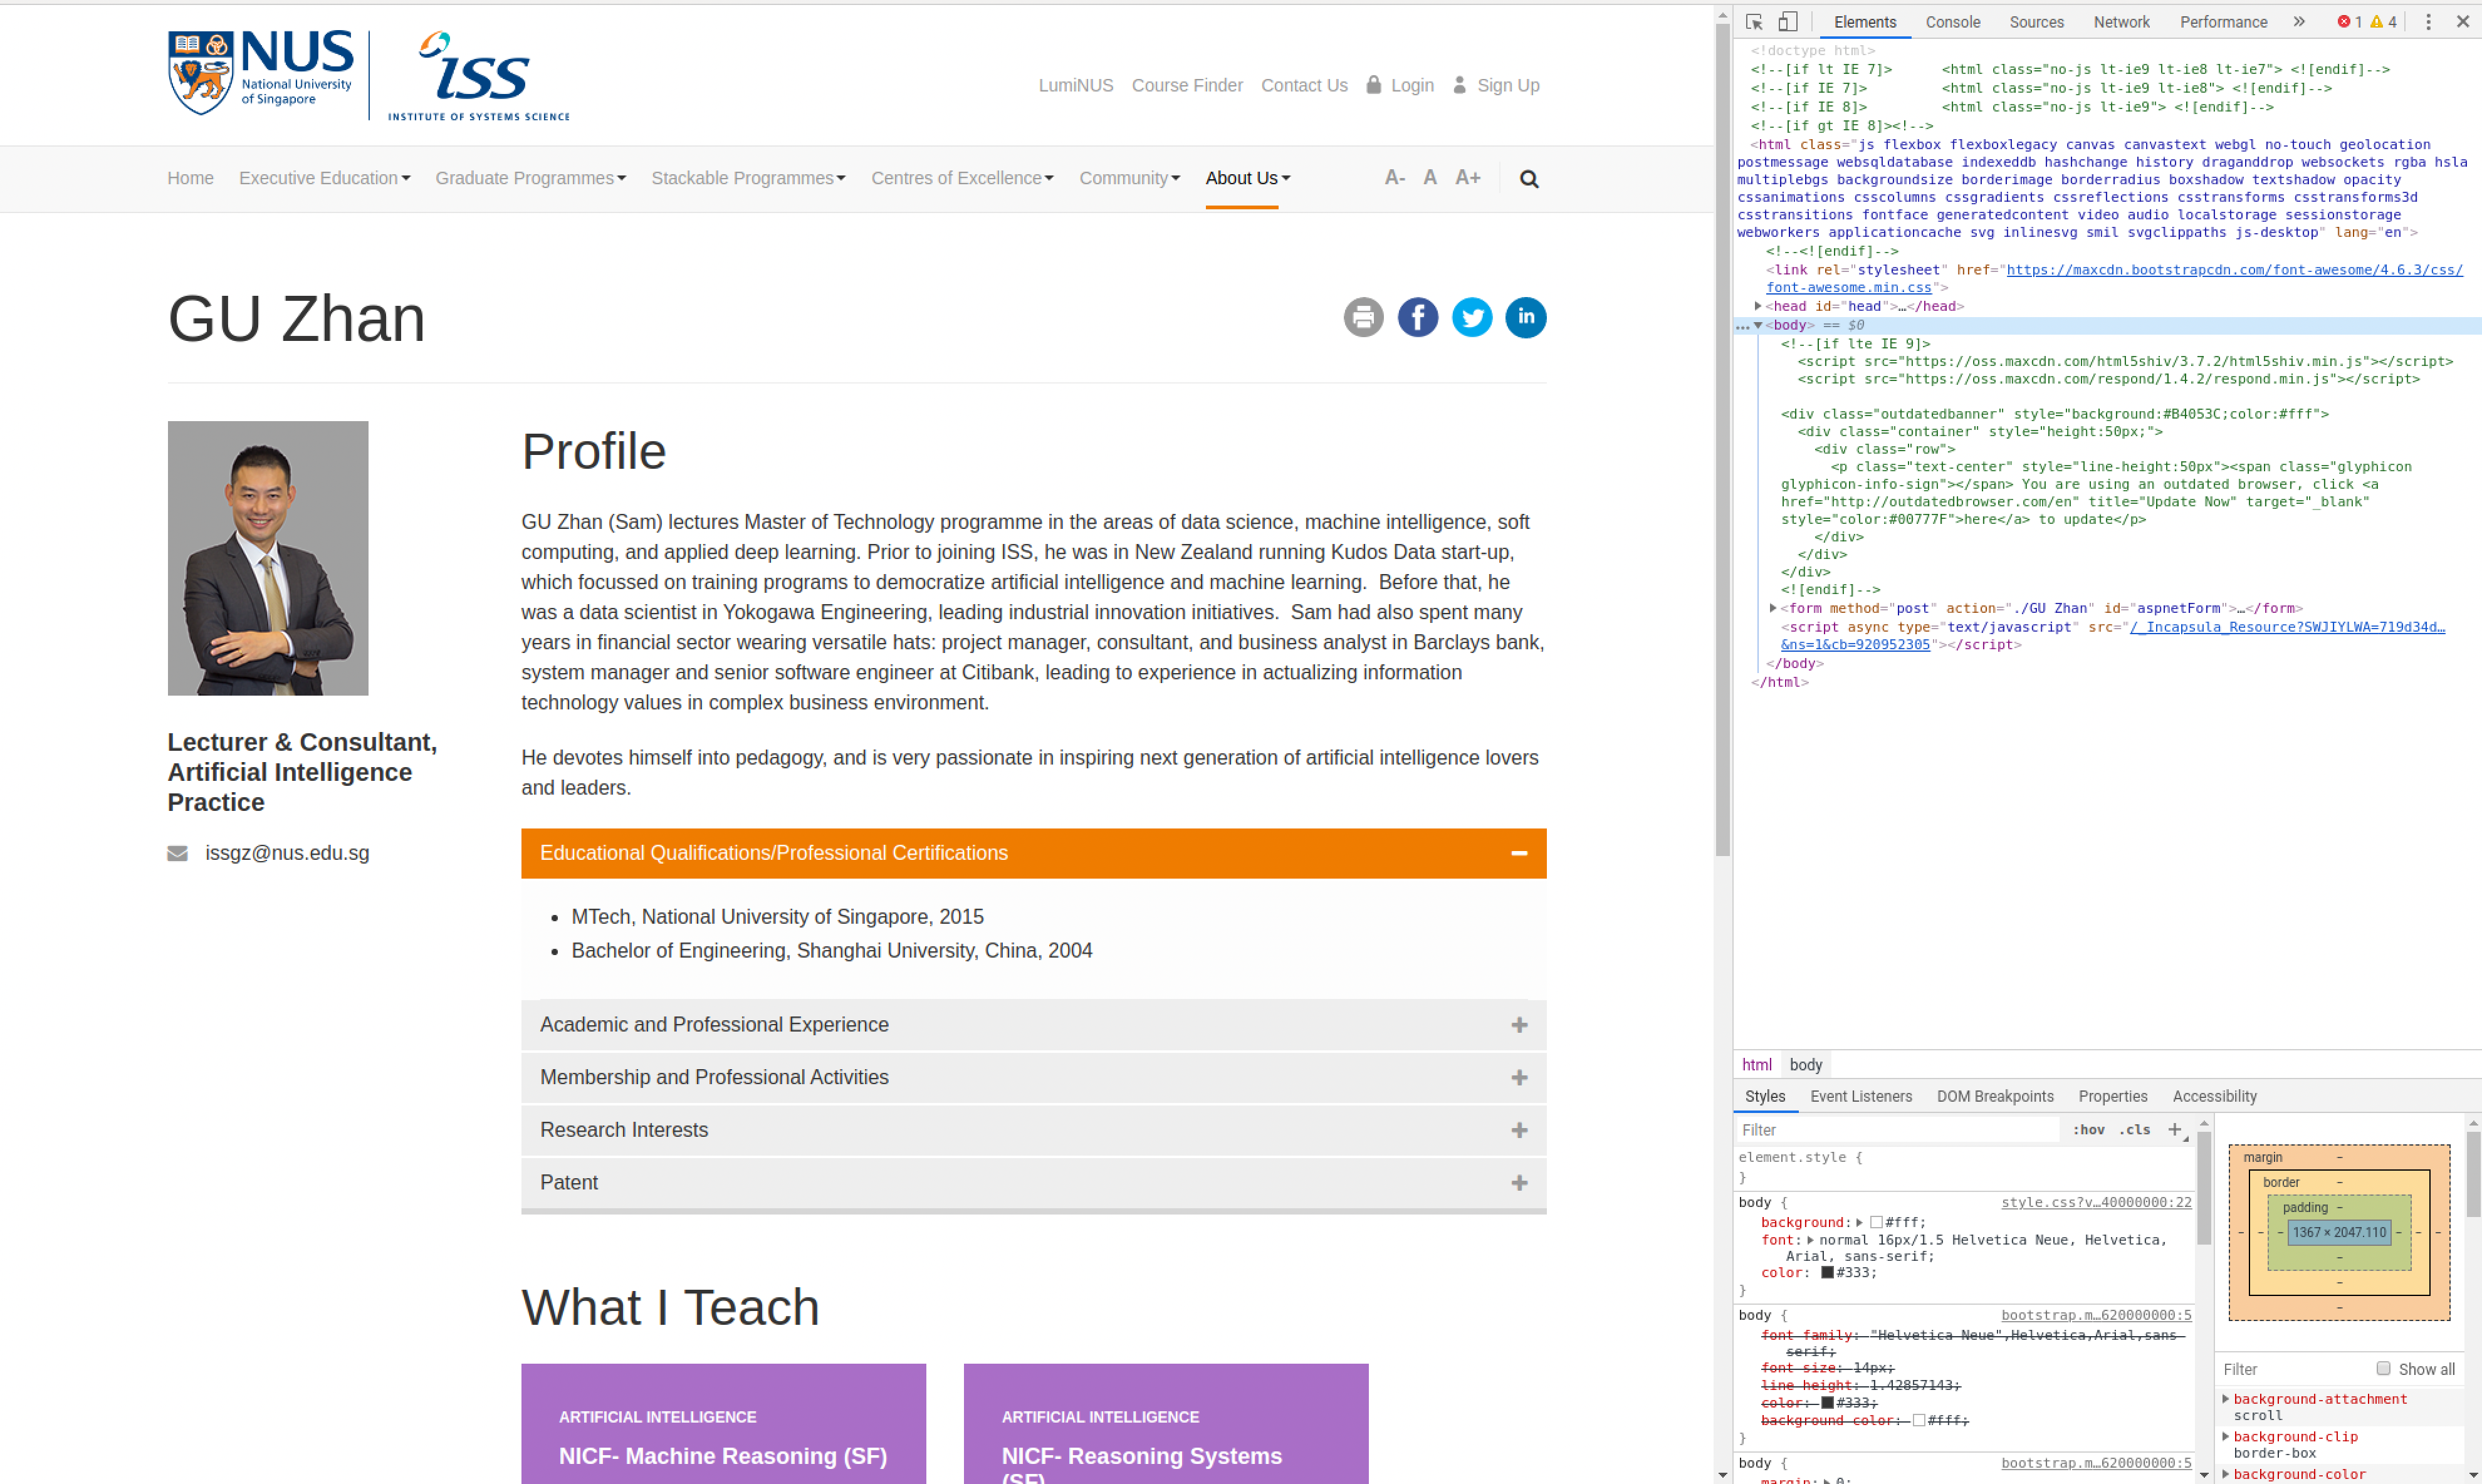 NUS
National University
of Singapore
iss
INSTITUTE OF SYSTEMS SCIENCE
LumiNUS Course Finder Contact Us Login Sign Up
Home Executive Education Graduate Programmes Stackable Programmes Centres of Excellence Community About Us A- A A+
GU Zhan
Profile
GU Zhan (Sam) lectures Master of Technology programme in the areas of data science, machine intelligence, soft
computing, and applied deep learning. Prior to joining ISS, he was in New Zealand running Kudos Data start-up,
which focussed on training programs to democratize artificial intelligence and machine learning.  Before that, he
was a data scientist in Yokogawa Engineering, leading industrial innovation initiatives.  Sam had also spent many
years in financial sector wearing versatile hats: project manager, consultant, and business analyst in Barclays bank,
system manager and senior software engineer at Citibank, leading to experience in actualizing information
technology values in complex business environment.
He devotes himself into pedagogy, and is very passionate in inspiring next generation of artificial intelligence lovers
and leaders.
Lecturer & Consultant,
Artificial Intelligence
Practice
issgz@nus.edu.sg
Educational Qualifications/Professional Certifications
• MTech, National University of Singapore, 2015
• Bachelor of Engineering, Shanghai University, China, 2004
Academic and Professional Experience
Membership and Professional Activities
Research Interests
Patent
What I Teach
ARTIFICIAL INTELLIGENCE
NICF- Machine Reasoning (SF)
ARTIFICIAL INTELLIGENCE
NICF- Reasoning Systems
(SF)
Elements Console Sources Network Performance » 1 4
<!doctype html>
<!--[if lt IE 7]>      <html class="no-js lt-ie9 lt-ie8 lt-ie7"> <![endif]-->
<!--[if IE 7]>         <html class="no-js lt-ie9 lt-ie8"> <![endif]-->
<!--[if IE 8]>         <html class="no-js lt-ie9"> <![endif]-->
<!--[if gt IE 8]><!-->
<html class="js flexbox flexboxlegacy canvas canvastext webgl no-touch geolocation
postmessage websqldatabase indexeddb hashchange history draganddrop websockets rgba hsla
multiplebgs backgroundsize borderimage borderradius boxshadow textshadow opacity
cssanimations csscolumns cssgradients cssreflections csstransforms csstransforms3d
csstransitions fontface generatedcontent video audio localstorage sessionstorage
webworkers applicationcache svg inlinesvg smil svgclippaths js-desktop" lang="en">
<!--<![endif]-->
<link rel="stylesheet" href="https://maxcdn.bootstrapcdn.com/font-awesome/4.6.3/css/
font-awesome.min.css">
<head id="head">…</head>
… <body> == $0
<!--[if lte IE 9]>
<script src="https://oss.maxcdn.com/html5shiv/3.7.2/html5shiv.min.js"></script>
<script src="https://oss.maxcdn.com/respond/1.4.2/respond.min.js"></script>
<div class="outdatedbanner" style="background:#B4053C;color:#fff">
<div class="container" style="height:50px;">
<div class="row">
<p class="text-center" style="line-height:50px"><span class="glyphicon
glyphicon-info-sign"></span> You are using an outdated browser, click <a
href="http://outdatedbrowser.com/en" title="Update Now" target="_blank"
style="color:#00777F">here</a> to update</p>
</div>
</div>
</div>
<![endif]-->
<form method="post" action="./GU Zhan" id="aspnetForm">…</form>
<script async type="text/javascript" src="/_Incapsula_Resource?SWJIYLWA=719d34d…
&ns=1&cb=920952305"></script>
</body>
</html>
html body
Styles Event Listeners DOM Breakpoints Properties Accessibility
Filter :hov .cls +
element.style {
}
body { style.css?v…40000000:22
background: #fff;
font: normal 16px/1.5 Helvetica Neue, Helvetica,
Arial, sans-serif;
color: #333;
}
body { bootstrap.m…620000000:5
font-family: "Helvetica Neue",Helvetica,Arial,sans-
serif;
font-size: 14px;
line-height: 1.42857143;
color: #333;
background-color: #fff;
}
body { bootstrap.m…620000000:5
margin: 0;
margin -
border -
padding -
- - - 1367 × 2047.110 - - -
-
-
-
Filter Show all
background-attachment
scroll
background-clip
border-box
background-color